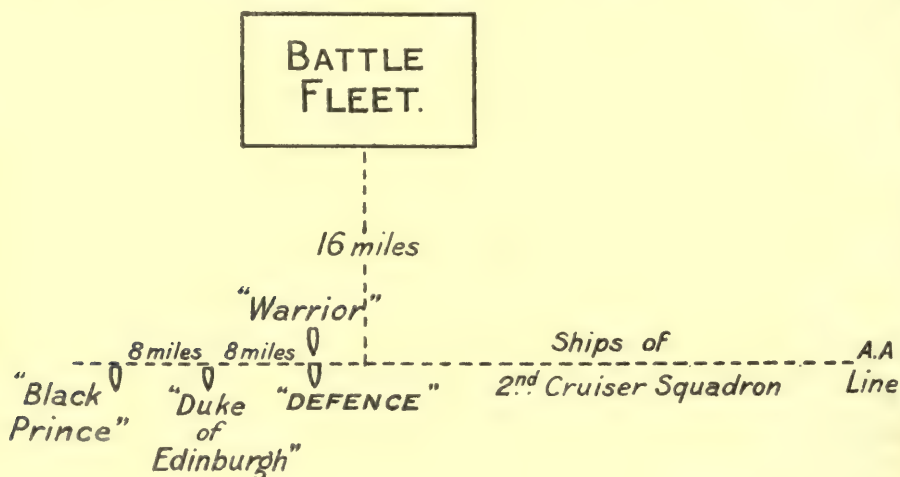 BATTLE
FLEET.
16 miles
"Warrior"
8 miles 8 miles
Ships of
A.A
"Black
Prince"
"Duke
of
Edinburgh"
"DEFENCE"
2nd Cruiser Squadron
Line